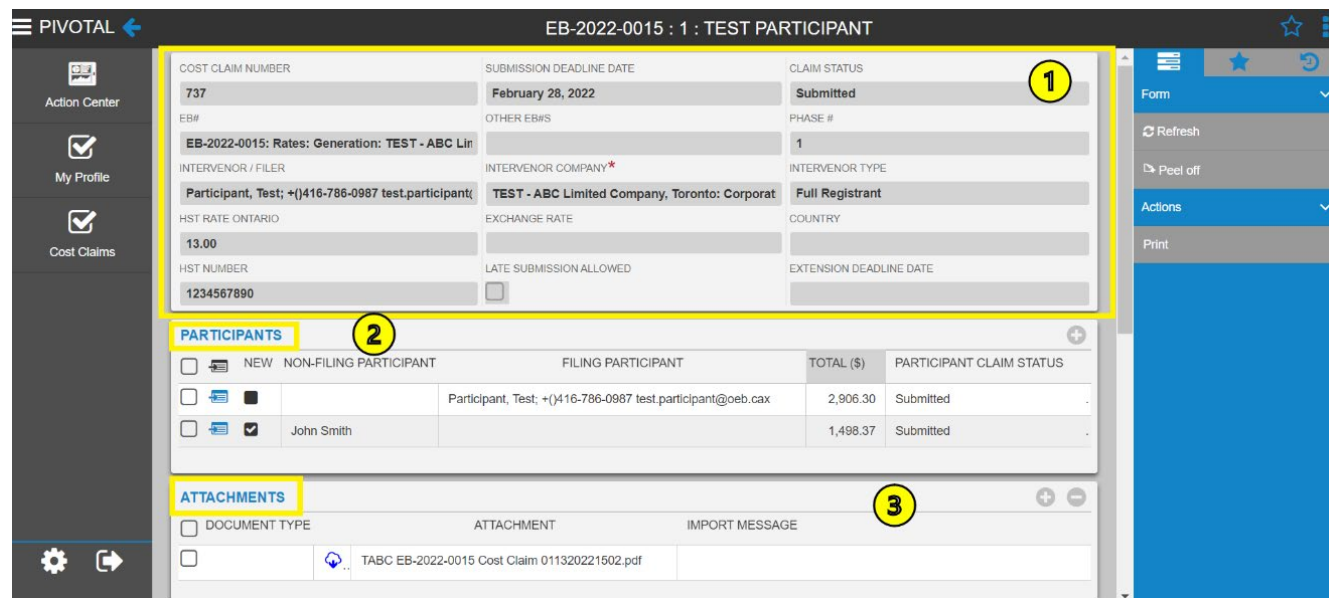 PIVOTAL
EB-2022-0015 : 1 : TEST PARTICIPANT
Action Center
My Profile
Cost Claims
COST CLAIM NUMBER SUBMISSION DEADLINE DATE CLAIM STATUS
737 February 28, 2022 Submitted
1
EB# OTHER EB#S PHASE #
EB-2022-0015: Rates: Generation: TEST - ABC Lin 1
INTERVENOR / FILER INTERVENOR COMPANY* INTERVENOR TYPE
Participant, Test; +()416-786-0987 test.participant( TEST - ABC Limited Company, Toronto: Corporat Full Registrant
HST RATE ONTARIO EXCHANGE RATE COUNTRY
13.00
HST NUMBER LATE SUBMISSION ALLOWED EXTENSION DEADLINE DATE
1234567890
PARTICIPANTS
2
NEW NON-FILING PARTICIPANT FILING PARTICIPANT TOTAL ($) PARTICIPANT CLAIM STATUS
Participant, Test; +()416-786-0987 test.participant@oeb.cax 2,906.30 Submitted
John Smith 1,498.37 Submitted
ATTACHMENTS
3
DOCUMENT TYPE ATTACHMENT IMPORT MESSAGE
TABC EB-2022-0015 Cost Claim 011320221502.pdf
Form
Refresh
Peel off
Actions
Print